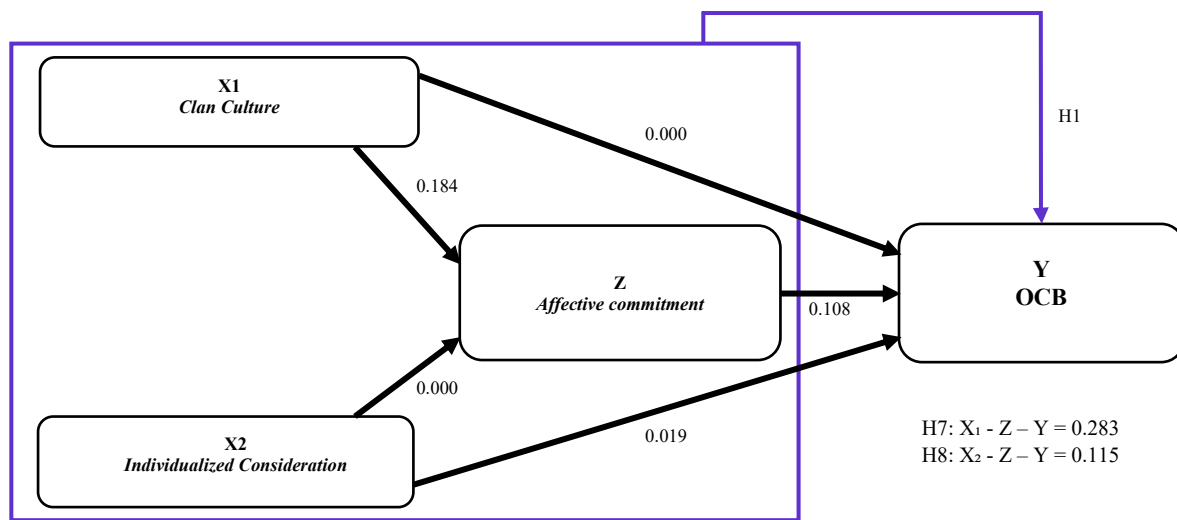 X1
Clan Culture
H1
0.000
0.184
Z
Affective commitment
Y
OCB
0.108
0.000
X2
Individualized Consideration
0.019
H7: X₁ - Z – Y = 0.283
H8: X₂ - Z – Y = 0.115